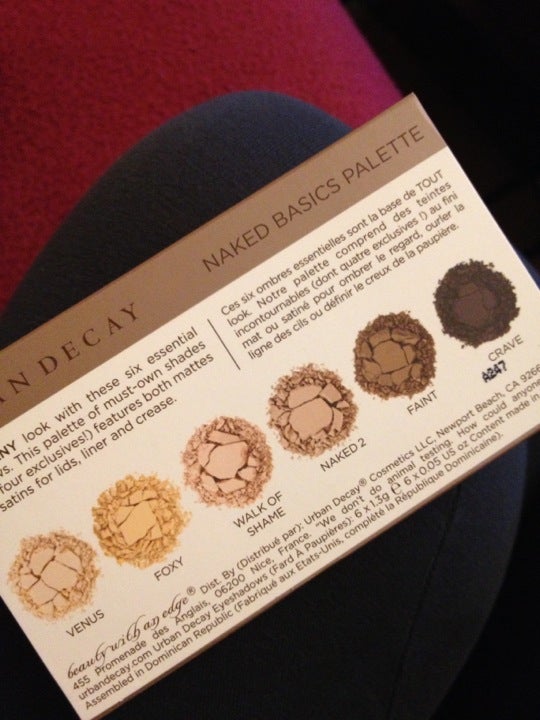 AN DECAY
NAKED BASICS PALETTE
NY look with these six essential
ws. This palette of must-own shades
four exclusives!) features both mattes
satins for lids, liner and crease.
Ces six ombres essentielles sont la base de TOUT
look. Notre palette comprend des teintes
incontournables (dont quatre exclusives !) au fini
mat ou satiné pour ombrer le regard, ourler la
ligne des cils ou définir le creux de la paupière.
VENUS
FOXY
WALK OF
SHAME
NAKED 2
FAINT
CRAVE
A247
beauty with an edge® Dist. By (Distribué par): Urban Decay® Cosmetics LLC, Newport Beach, CA 9266
455 Promenade des Anglais, 06200 Nice, France. "We don't do animal testing. How could anyone
urbandecay.com Urban Decay Eyeshadows (Fard À Paupières): 6 x 1.3g ℮ 6 x 0.05 US oz Content made in
Assembled in Dominican Republic (Fabriqué aux Etats-Unis, complété la République Dominicaine).